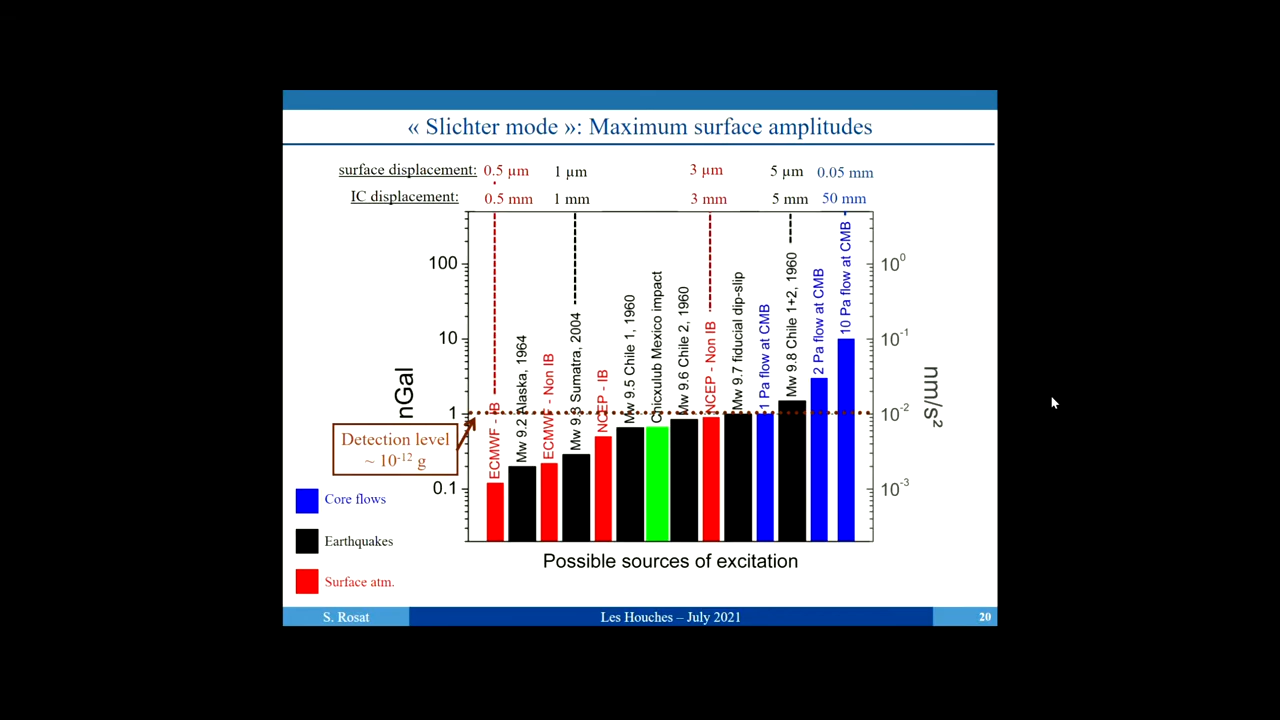 « Slichter mode »: Maximum surface amplitudes
surface displacement: 0.5 µm 1 µm 3 µm 5 µm 0.05 mm
IC displacement: 0.5 mm 1 mm 3 mm 5 mm 50 mm
100
10
1
0.1
nGal
10⁰
10⁻¹
10⁻²
10⁻³
nm/s²
ECMWF - IB
Mw 9.2 Alaska, 1964
ECMWF - Non IB
Mw 9.3 Sumatra, 2004
NCEP - IB
Mw 9.5 Chile 1, 1960
Chicxulub Mexico impact
Mw 9.6 Chile 2, 1960
NCEP - Non IB
Mw 9.7 fiducial dip-slip
1 Pa flow at CMB
Mw 9.8 Chile 1+2, 1960
2 Pa flow at CMB
10 Pa flow at CMB
Detection level
~ 10⁻¹² g
Core flows
Earthquakes
Surface atm.
Possible sources of excitation
S. Rosat Les Houches – July 2021 20